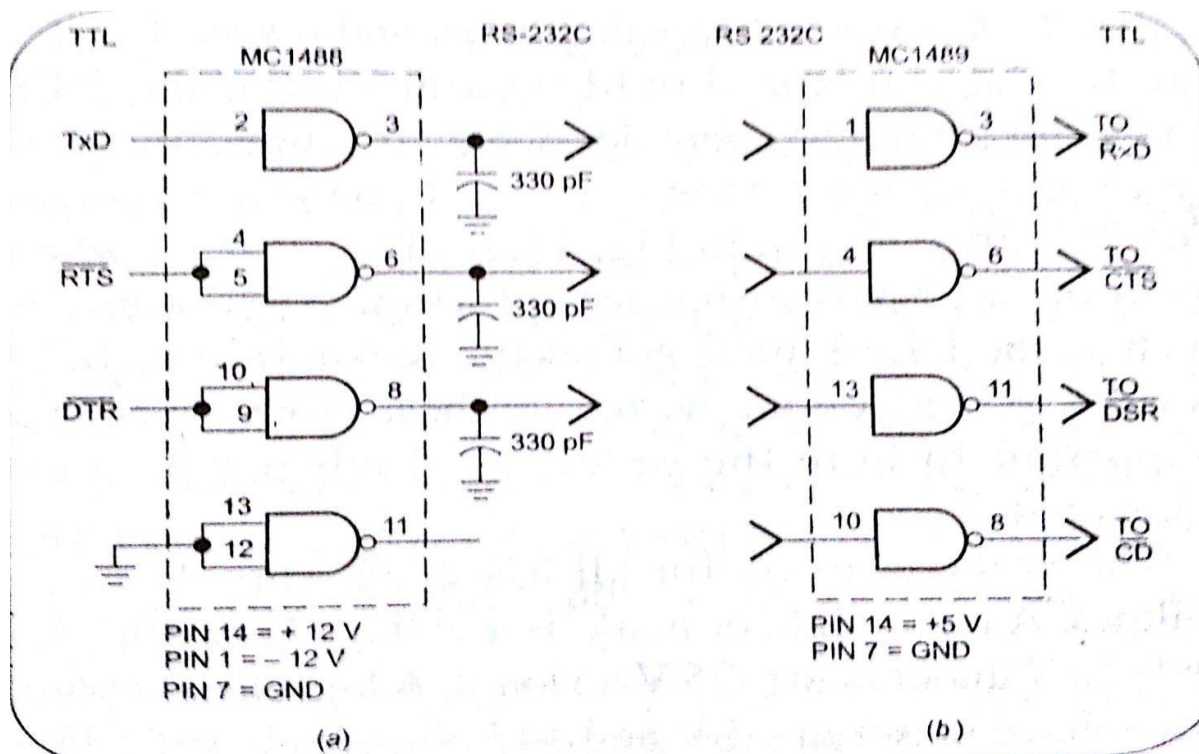 TTL RS-232C RS 232C TTL
MC1488 MC1489
TxD 2 3 330 pF 1 3 TO RxD
RTS 4 5 6 330 pF 4 6 TO CTS
DTR 10 9 8 330 pF 13 11 TO DSR
13 12 11 10 8 TO CD
PIN 14 = + 12 V
PIN 1 = – 12 V
PIN 7 = GND
PIN 14 = +5 V
PIN 7 = GND
(a) (b)